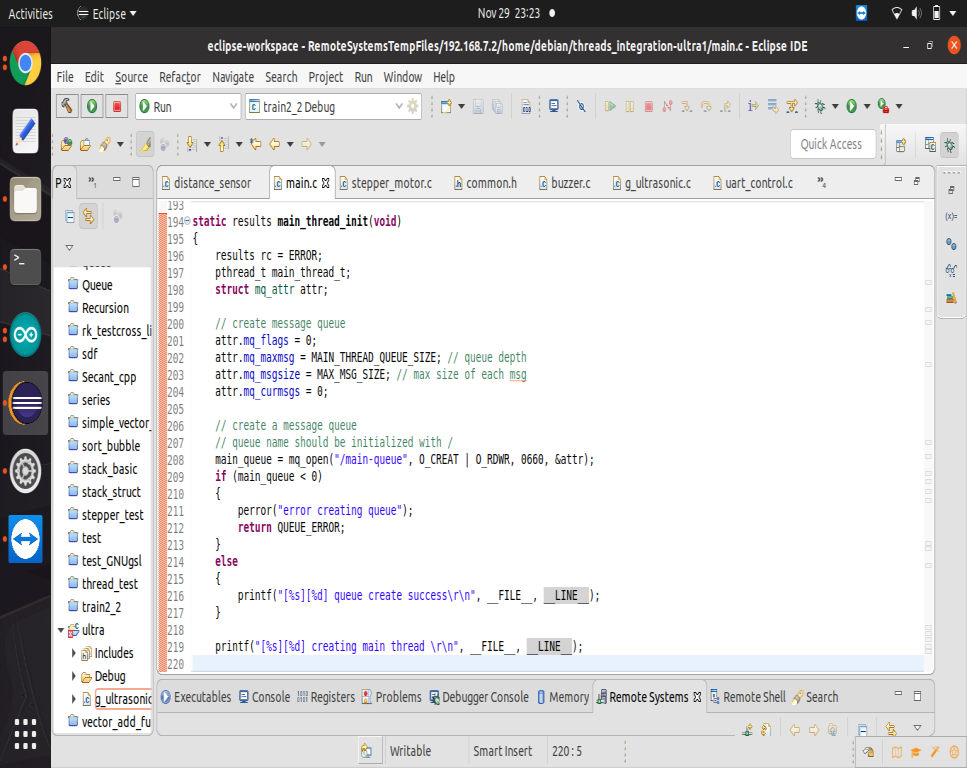 Activities
Eclipse
Nov 29 23:23
eclipse-workspace - RemoteSystemsTempFiles/192.168.7.2/home/debian/threads_integration-ultra1/main.c - Eclipse IDE
File Edit Source Refactor Navigate Search Project Run Window Help
Run
train2_2 Debug
Quick Access
P
distance_sensor
main.c
stepper_motor.c
common.h
buzzer.c
g_ultrasonic.c
uart_control.c
Queue
Recursion
rk_testcross_li
sdf
Secant_cpp
series
simple_vector_
sort_bubble
stack_basic
stack_struct
stepper_test
test
test_GNUgsl
thread_test
train2_2
ultra
Includes
Debug
g_ultrasonic
vector_add_fu
193
194 static results main_thread_init(void)
195 {
196 results rc = ERROR;
197 pthread_t main_thread_t;
198 struct mq_attr attr;
199
200 // create message queue
201 attr.mq_flags = 0;
202 attr.mq_maxmsg = MAIN_THREAD_QUEUE_SIZE; // queue depth
203 attr.mq_msgsize = MAX_MSG_SIZE; // max size of each msg
204 attr.mq_curmsgs = 0;
205
206 // create a message queue
207 // queue name should be initialized with /
208 main_queue = mq_open("/main-queue", O_CREAT | O_RDWR, 0660, &attr);
209 if (main_queue < 0)
210 {
211 perror("error creating queue");
212 return QUEUE_ERROR;
213 }
214 else
215 {
216 printf("[%s][%d] queue create success\r\n", __FILE__, __LINE__);
217 }
218
219 printf("[%s][%d] creating main thread \r\n", __FILE__, __LINE__);
220
Executables
Console
Registers
Problems
Debugger Console
Memory
Remote Systems
Remote Shell
Search
Writable
Smart Insert
220 : 5